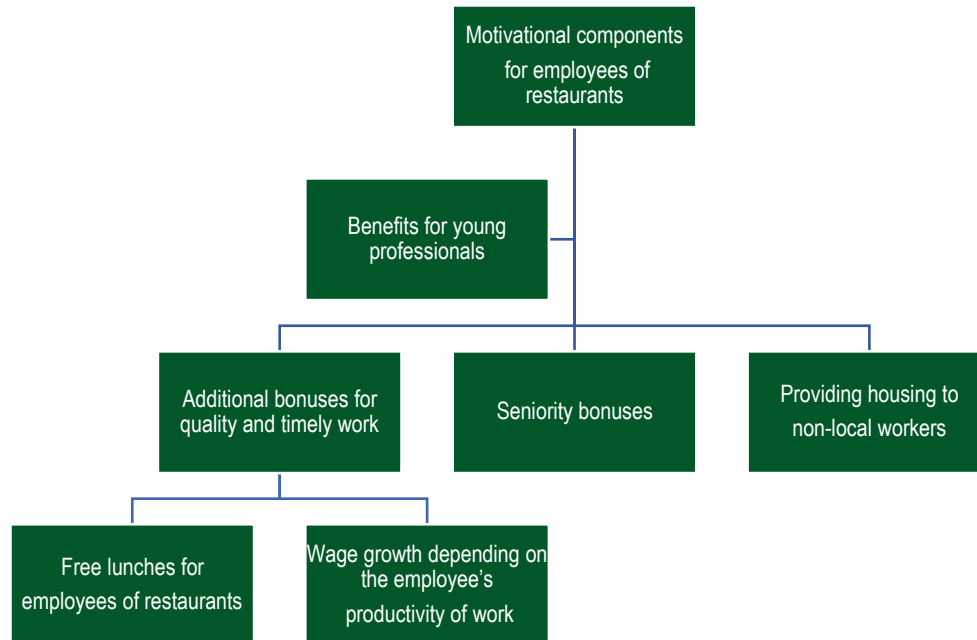 Motivational components
for employees of
restaurants
Benefits for young
professionals
Additional bonuses for
quality and timely work
Seniority bonuses
Providing housing to
non-local workers
Free lunches for
employees of restaurants
Wage growth depending on
the employee’s
productivity of work